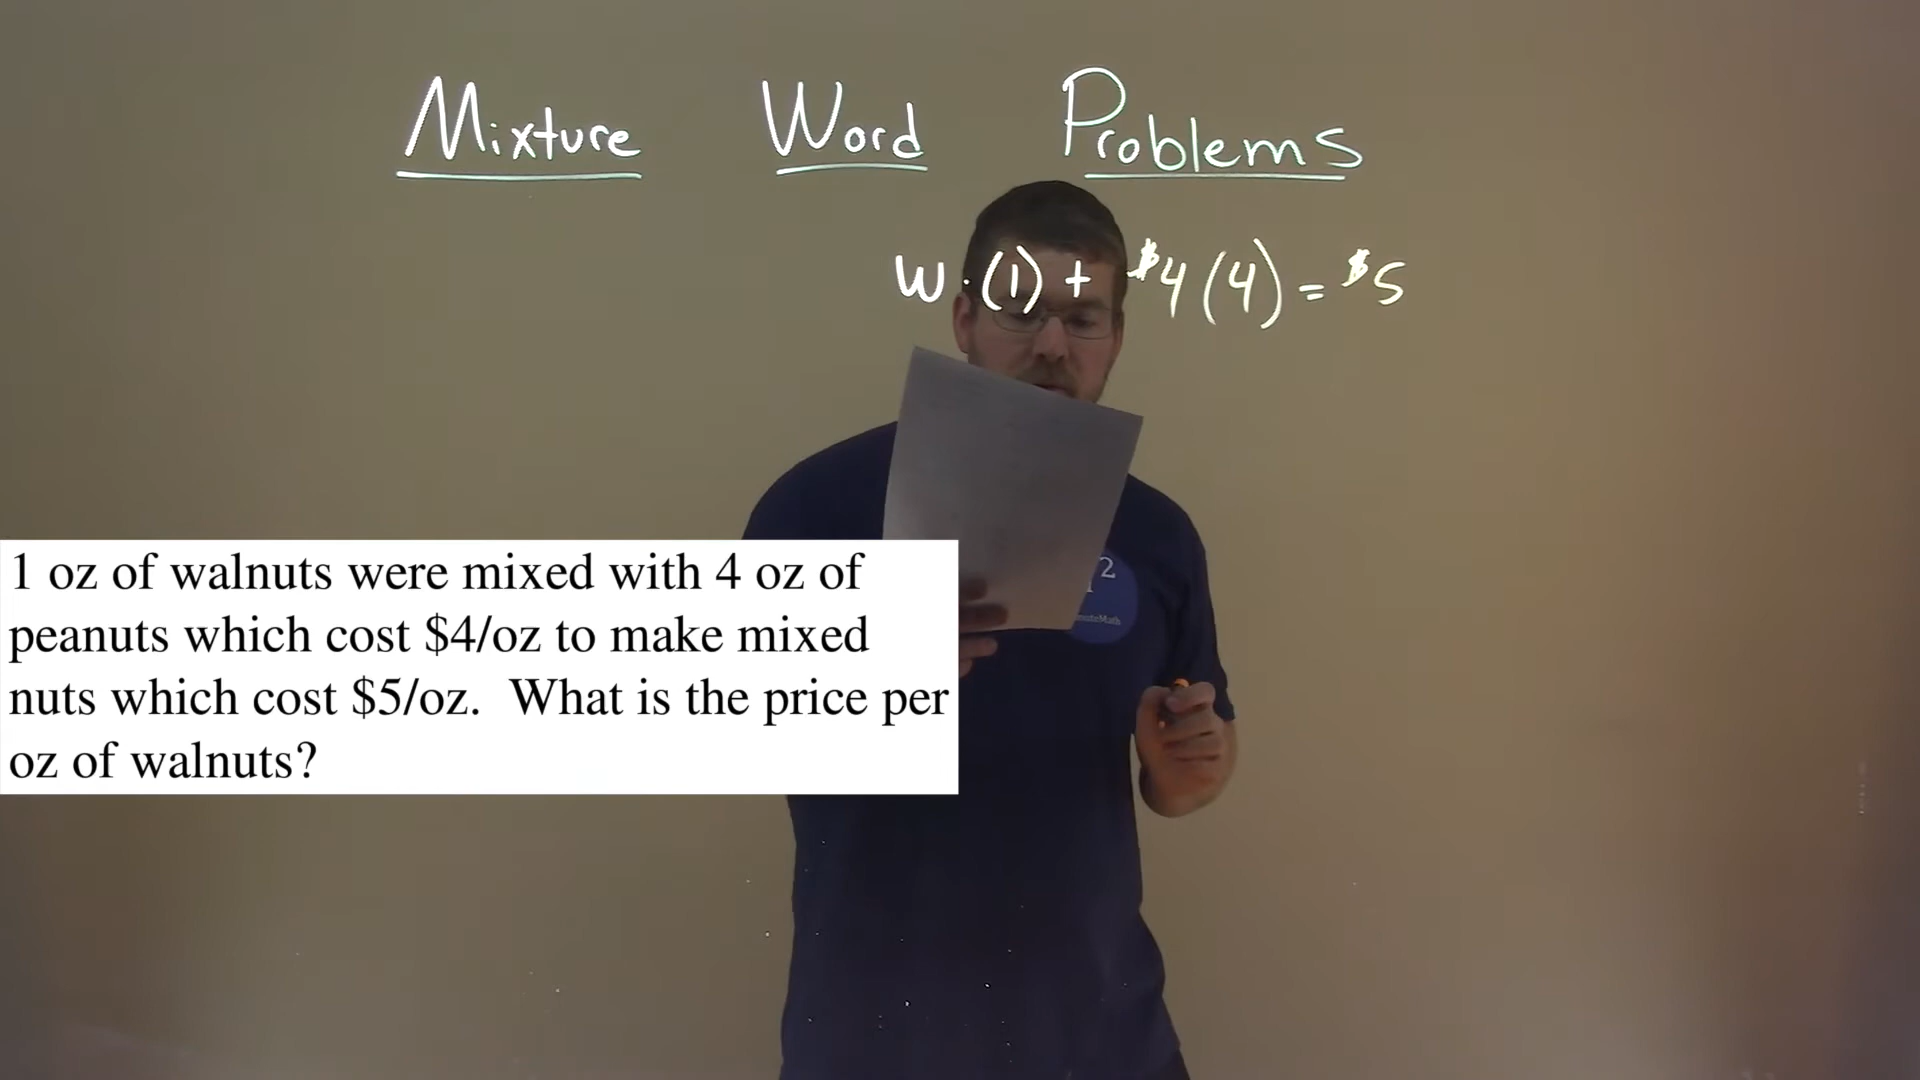 Mixture Word Problems
W·(1) + $4(4) = $5
1 oz of walnuts were mixed with 4 oz of
peanuts which cost $4/oz to make mixed
nuts which cost $5/oz. What is the price per
oz of walnuts?
2